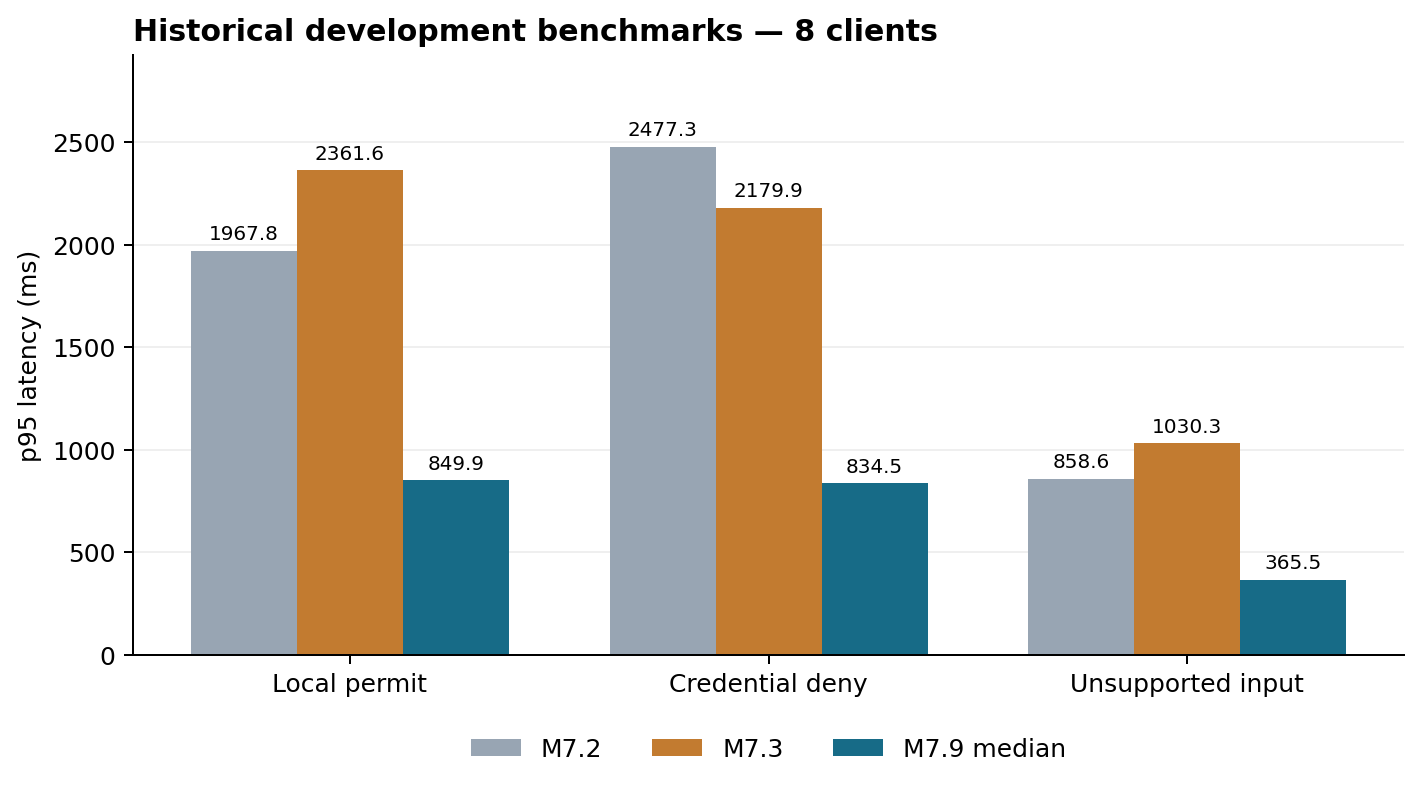 Historical development benchmarks — 8 clients
p95 latency (ms)
2500
2000
1500
1000
500
0
1967.8
2361.6
849.9
2477.3
2179.9
834.5
858.6
1030.3
365.5
Local permit
Credential deny
Unsupported input
M7.2
M7.3
M7.9 median